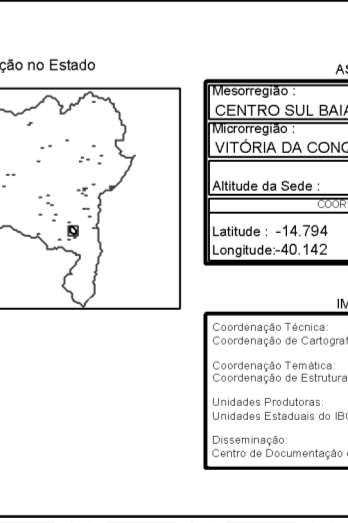 ção no Estado
AS
Mesorregião :
CENTRO SUL BAIA
Microrregião :
VITÓRIA DA CONQ
Altitude da Sede :
COOR
Latitude : -14.794
Longitude:-40.142
IM
Coordenação Técnica:
Coordenação de Cartograf
Coordenação Temática:
Coordenação de Estrutura
Unidades Produtoras:
Unidades Estaduais do IBG
Disseminação:
Centro de Documentação e